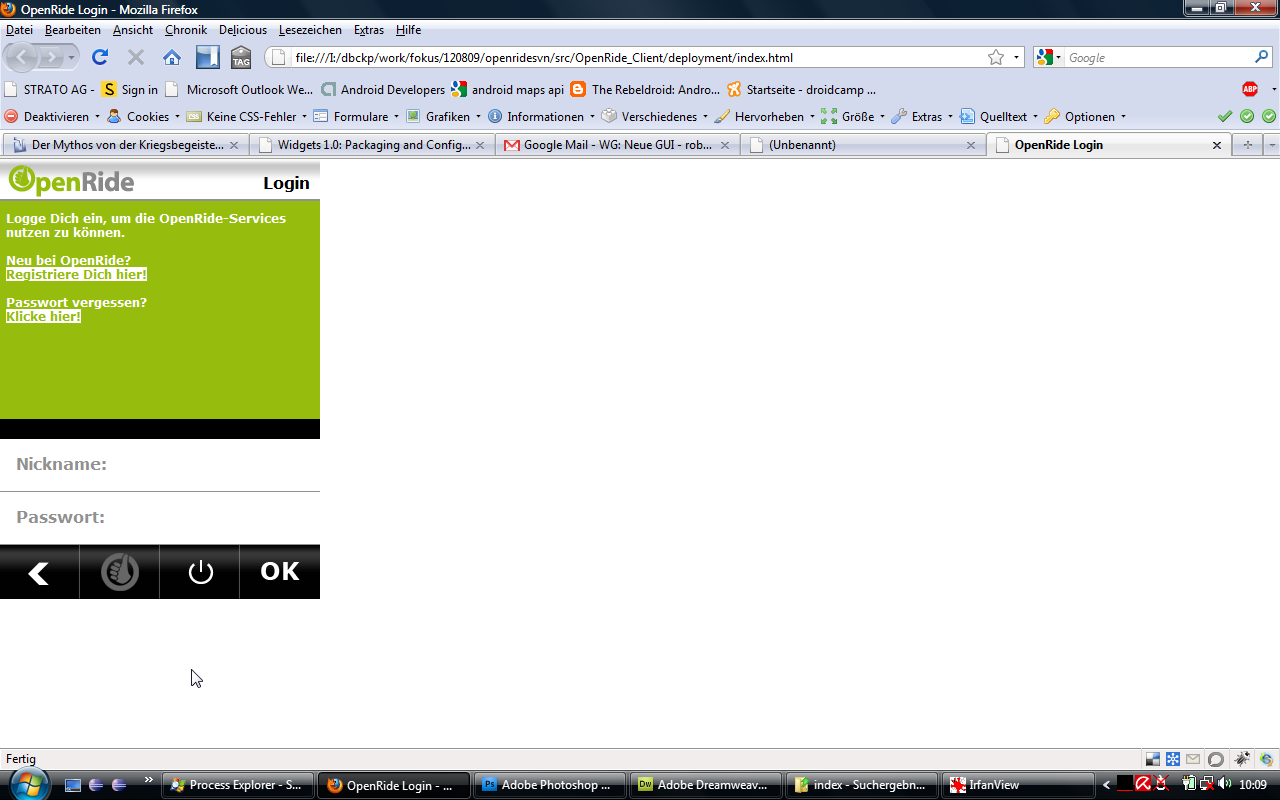 OpenRide Login - Mozilla Firefox
Datei Bearbeiten Ansicht Chronik Delicious Lesezeichen Extras Hilfe
TAG file:///I:/dbckp/work/fokus/120809/openridesvn/src/OpenRide_Client/deployment/index.html Google
STRATO AG - S Sign in Microsoft Outlook We... Android Developers android maps api The Rebeldroid: Andro... Startseite - droidcamp ... ABP
Deaktivieren Cookies Keine CSS-Fehler Formulare Grafiken Informationen Verschiedenes Hervorheben Größe Extras Quelltext Optionen
Der Mythos von der Kriegsbegeiste... Widgets 1.0: Packaging and Config... Google Mail - WG: Neue GUI - rob... (Unbenannt) OpenRide Login
OpenRide Login
Logge Dich ein, um die OpenRide-Services
nutzen zu können.
Neu bei OpenRide?
Registriere Dich hier!
Passwort vergessen?
Klicke hier!
Nickname:
Passwort:
OK
Fertig
Process Explorer - S... OpenRide Login - ... Ps Adobe Photoshop ... Dw Adobe Dreamweav... index - Suchergebn... IrfanView 10:09